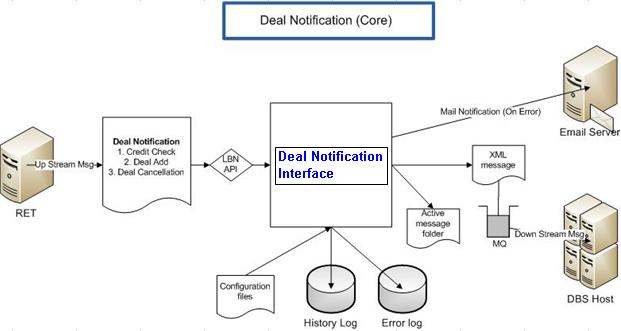 Deal Notification (Core)
Mail Notification (On Error)
Email Server
Deal Notification
1. Credit Check
2. Deal Add
3. Deal Cancellation
Up Stream Msg
RET
LBN
API
Deal Notification
Interface
XML
message
Active
message
folder
MQ
Down Stream Msg
DBS Host
Configuration
files
History Log
Error log